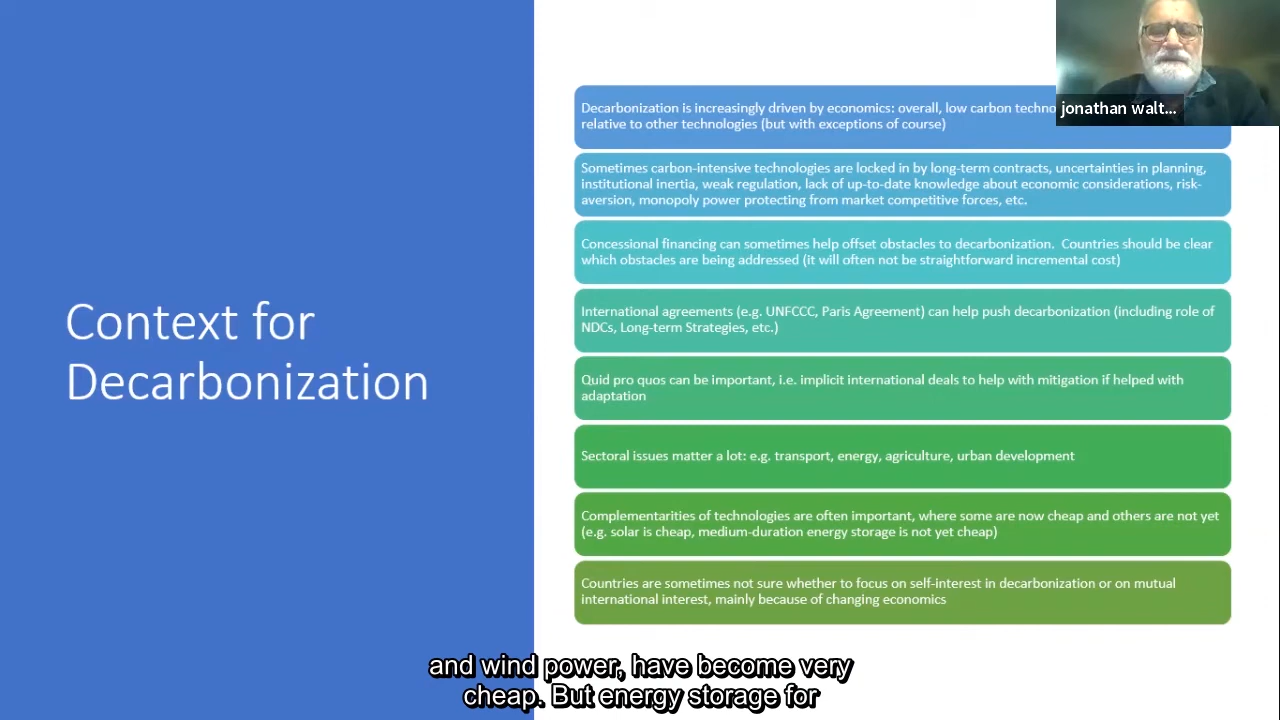 Context for
Decarbonization
Decarbonization is increasingly driven by economics: overall, low carbon techno
relative to other technologies (but with exceptions of course)
Sometimes carbon-intensive technologies are locked in by long-term contracts, uncertainties in planning,
institutional inertia, weak regulation, lack of up-to-date knowledge about economic considerations, risk-
aversion, monopoly power protecting from market competitive forces, etc.
Concessional financing can sometimes help offset obstacles to decarbonization. Countries should be clear
which obstacles are being addressed (it will often not be straightforward incremental cost)
International agreements (e.g. UNFCCC, Paris Agreement) can help push decarbonization (including role of
NDCs, Long-term Strategies, etc.)
Quid pro quos can be important, i.e. implicit international deals to help with mitigation if helped with
adaptation
Sectoral issues matter a lot: e.g. transport, energy, agriculture, urban development
Complementarities of technologies are often important, where some are now cheap and others are not yet
(e.g. solar is cheap, medium-duration energy storage is not yet cheap)
Countries are sometimes not sure whether to focus on self-interest in decarbonization or on mutual
international interest, mainly because of changing economics
jonathan walt...
and wind power, have become very
cheap. But energy storage for